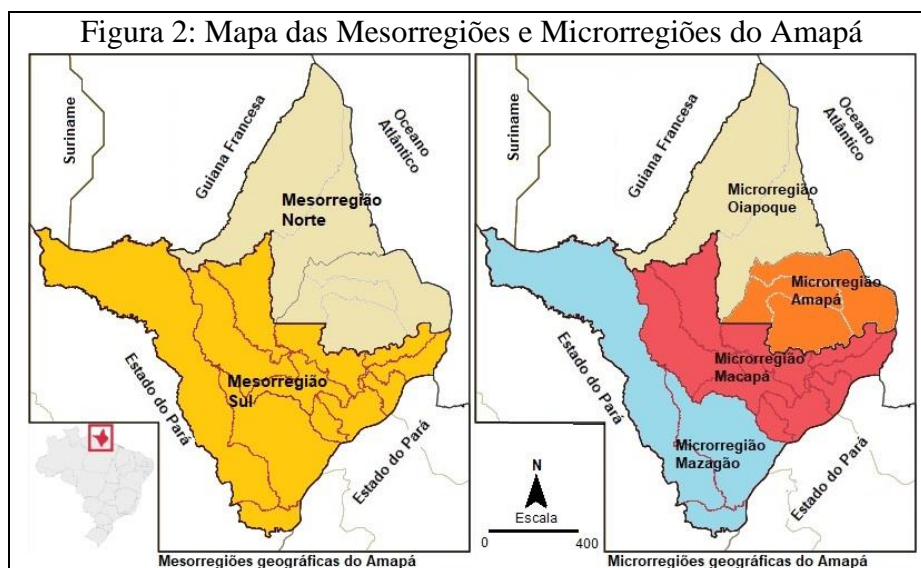 Figura 2: Mapa das Mesorregiões e Microrregiões do Amapá
Suriname
Guiana Francesa
Oceano
Atlântico
Mesorregião
Norte
Mesorregião
Sul
Estado do Pará
Estado do Pará
Mesorregiões geográficas do Amapá
Suriname
Guiana Francesa
Oceano
Atlântico
Microrregião
Oiapoque
Microrregião
Amapá
Microrregião
Macapá
Microrregião
Mazagão
Estado do Pará
Estado do Pará
N
Escala
0 400
Microrregiões geográficas do Amapá